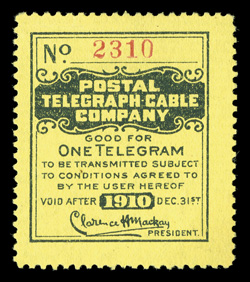 No. 2310
POSTAL
TELEGRAPH-CABLE
COMPANY
GOOD FOR
ONE TELEGRAM
TO BE TRANSMITTED SUBJECT
TO CONDITIONS AGREED TO
BY THE USER HEREOF
VOID AFTER 1910 DEC. 31ST
Clarence H Mackay
PRESIDENT.